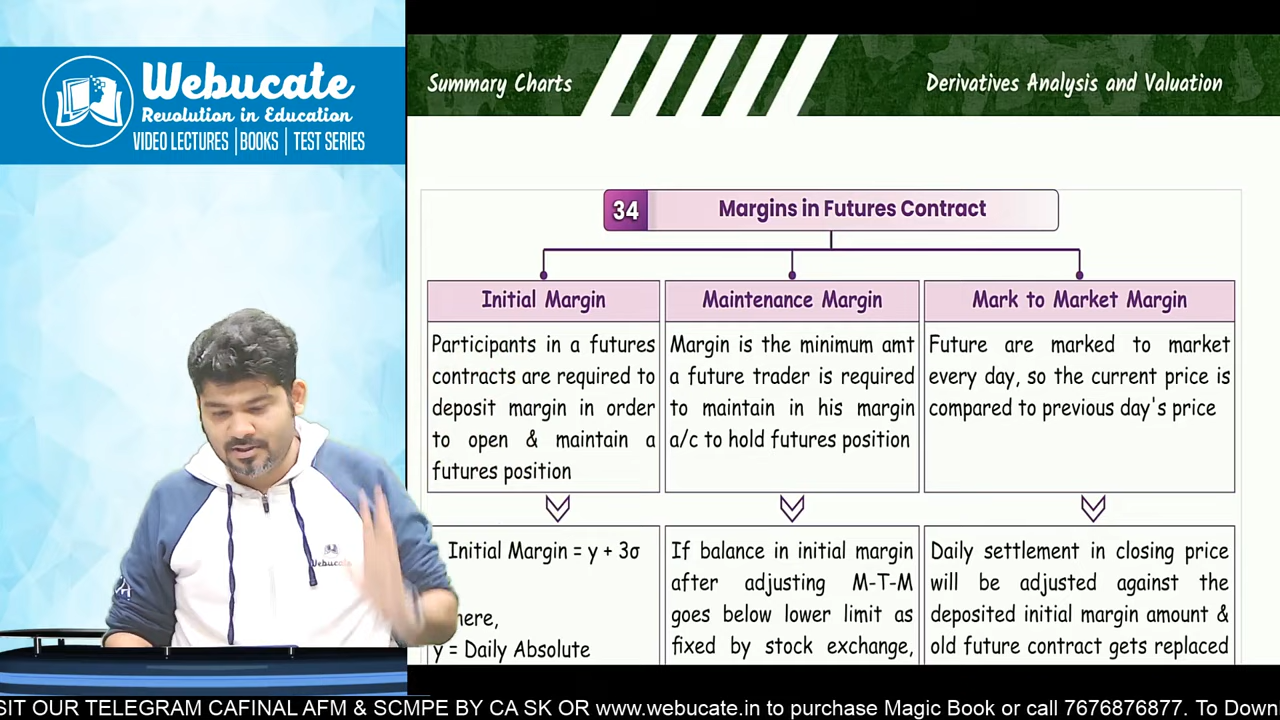 Webucate
Revolution in Education
VIDEO LECTURES | BOOKS | TEST SERIES
Summary Charts
Derivatives Analysis and Valuation
34 Margins in Futures Contract
Initial Margin
Participants in a futures
contracts are required to
deposit margin in order
to open & maintain a
futures position
Initial Margin = y + 3σ
here,
y = Daily Absolute
Maintenance Margin
Margin is the minimum amt
a future trader is required
to maintain in his margin
a/c to hold futures position
If balance in initial margin
after adjusting M-T-M
goes below lower limit as
fixed by stock exchange,
Mark to Market Margin
Future are marked to market
every day, so the current price is
compared to previous day's price
Daily settlement in closing price
will be adjusted against the
deposited initial margin amount &
old future contract gets replaced
Webucate
SIT OUR TELEGRAM CAFINAL AFM & SCMPE BY CA SK OR www.webucate.in to purchase Magic Book or call 7676876877. To Down